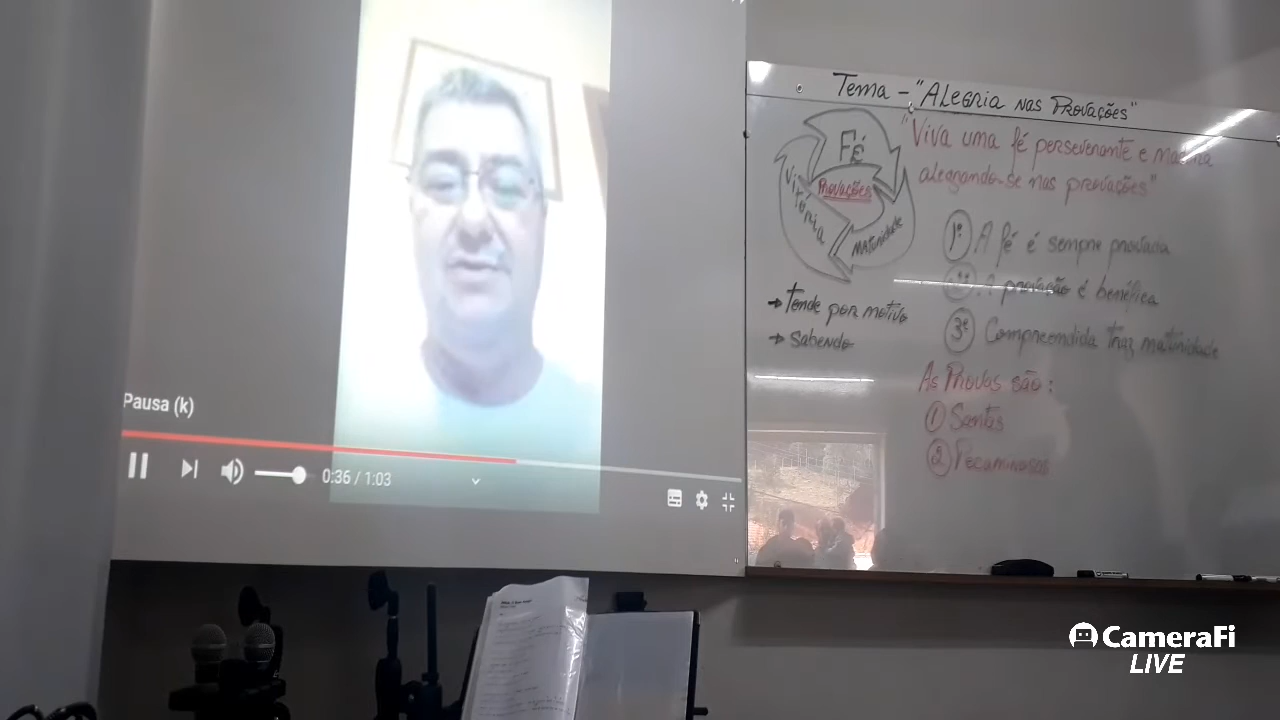 Tema - "Alegria nas Provações"
"Viva uma fé perseverante e madura
alegrando-se nas provações"
Fé
Provações
Vitória
Maturidade
→ Tende por motivo
→ Sabendo
1º A fé é sempre provada
2º A provação é benéfica
3º Compreendida traz maturidade
As Provas são:
1 Santas
2 Pecaminosas
Pausa (k)
0:36 / 1:03
CameraFi
LIVE